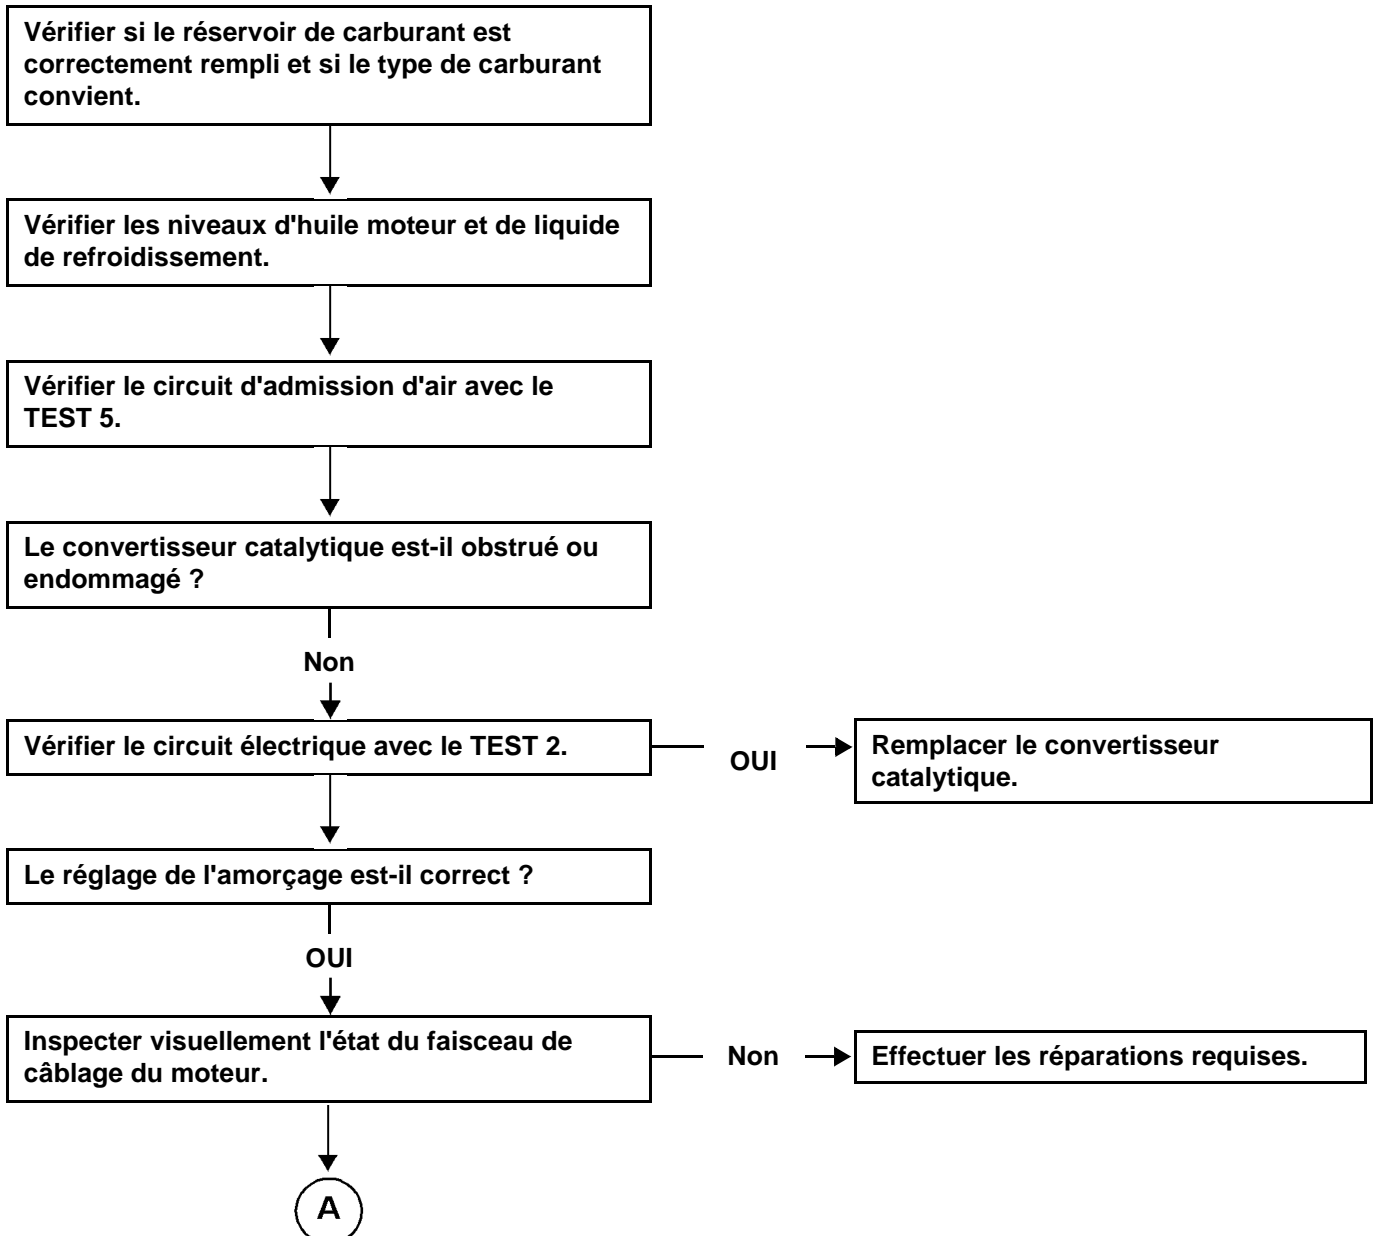 Vérifier si le réservoir de carburant est
correctement rempli et si le type de carburant
convient.
Vérifier les niveaux d'huile moteur et de liquide
de refroidissement.
Vérifier le circuit d'admission d'air avec le
TEST 5.
Le convertisseur catalytique est-il obstrué ou
endommagé ?
Non
Vérifier le circuit électrique avec le TEST 2.
OUI
Remplacer le convertisseur
catalytique.
Le réglage de l'amorçage est-il correct ?
OUI
Inspecter visuellement l'état du faisceau de
câblage du moteur.
Non
Effectuer les réparations requises.
A